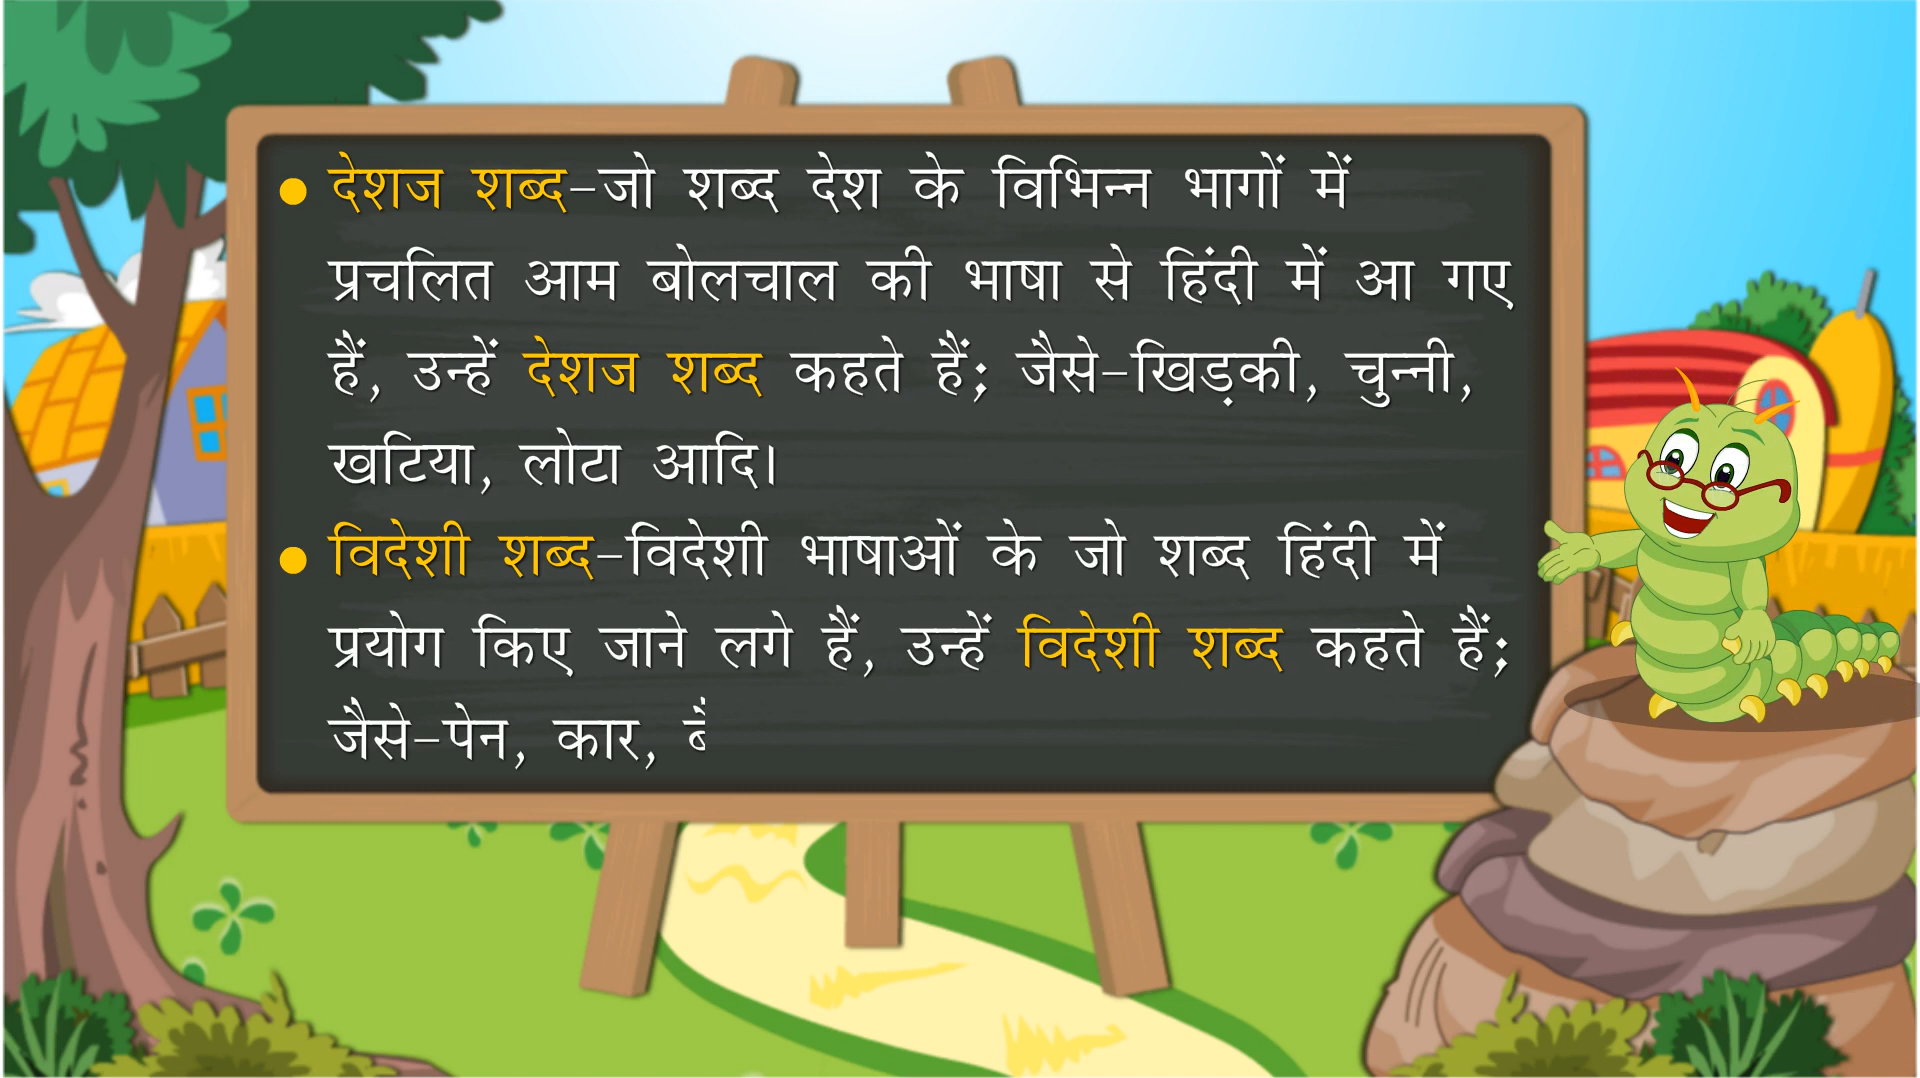 • देशज शब्द–जो शब्द देश के विभिन्न भागों में
प्रचलित आम बोलचाल की भाषा से हिंदी में आ गए
हैं, उन्हें देशज शब्द कहते हैं; जैसे–खिड़की, चुन्नी,
खटिया, लोटा आदि।
• विदेशी शब्द–विदेशी भाषाओं के जो शब्द हिंदी में
प्रयोग किए जाने लगे हैं, उन्हें विदेशी शब्द कहते हैं;
जैसे–पेन, कार,